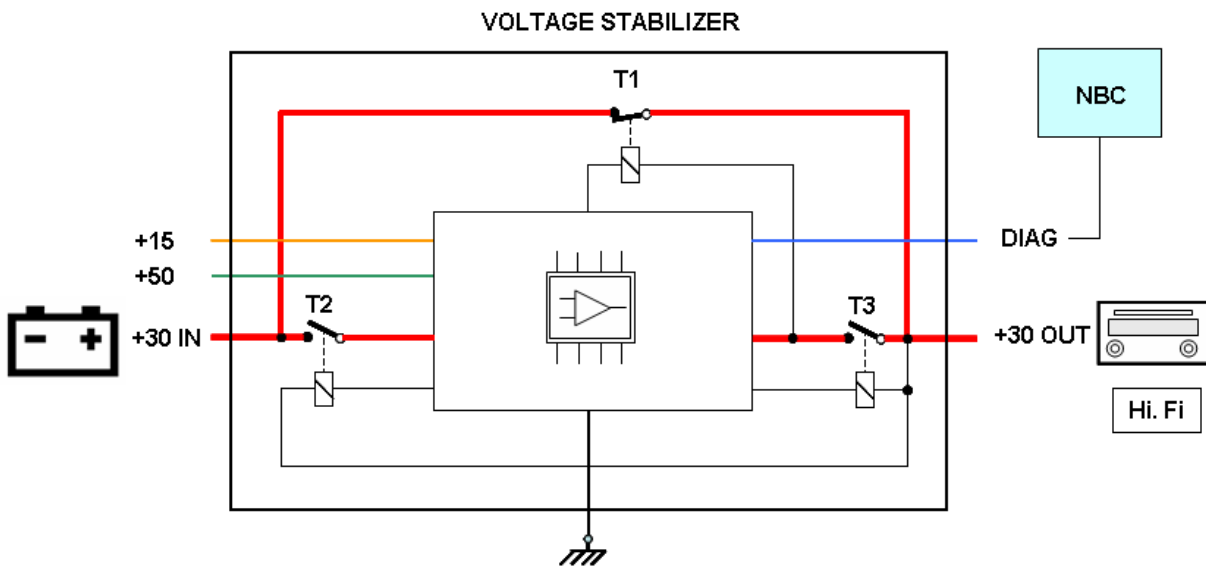 VOLTAGE STABILIZER
T1
NBC
+15
DIAG
+50
T2
T3
+30 IN
+30 OUT
Hi. Fi